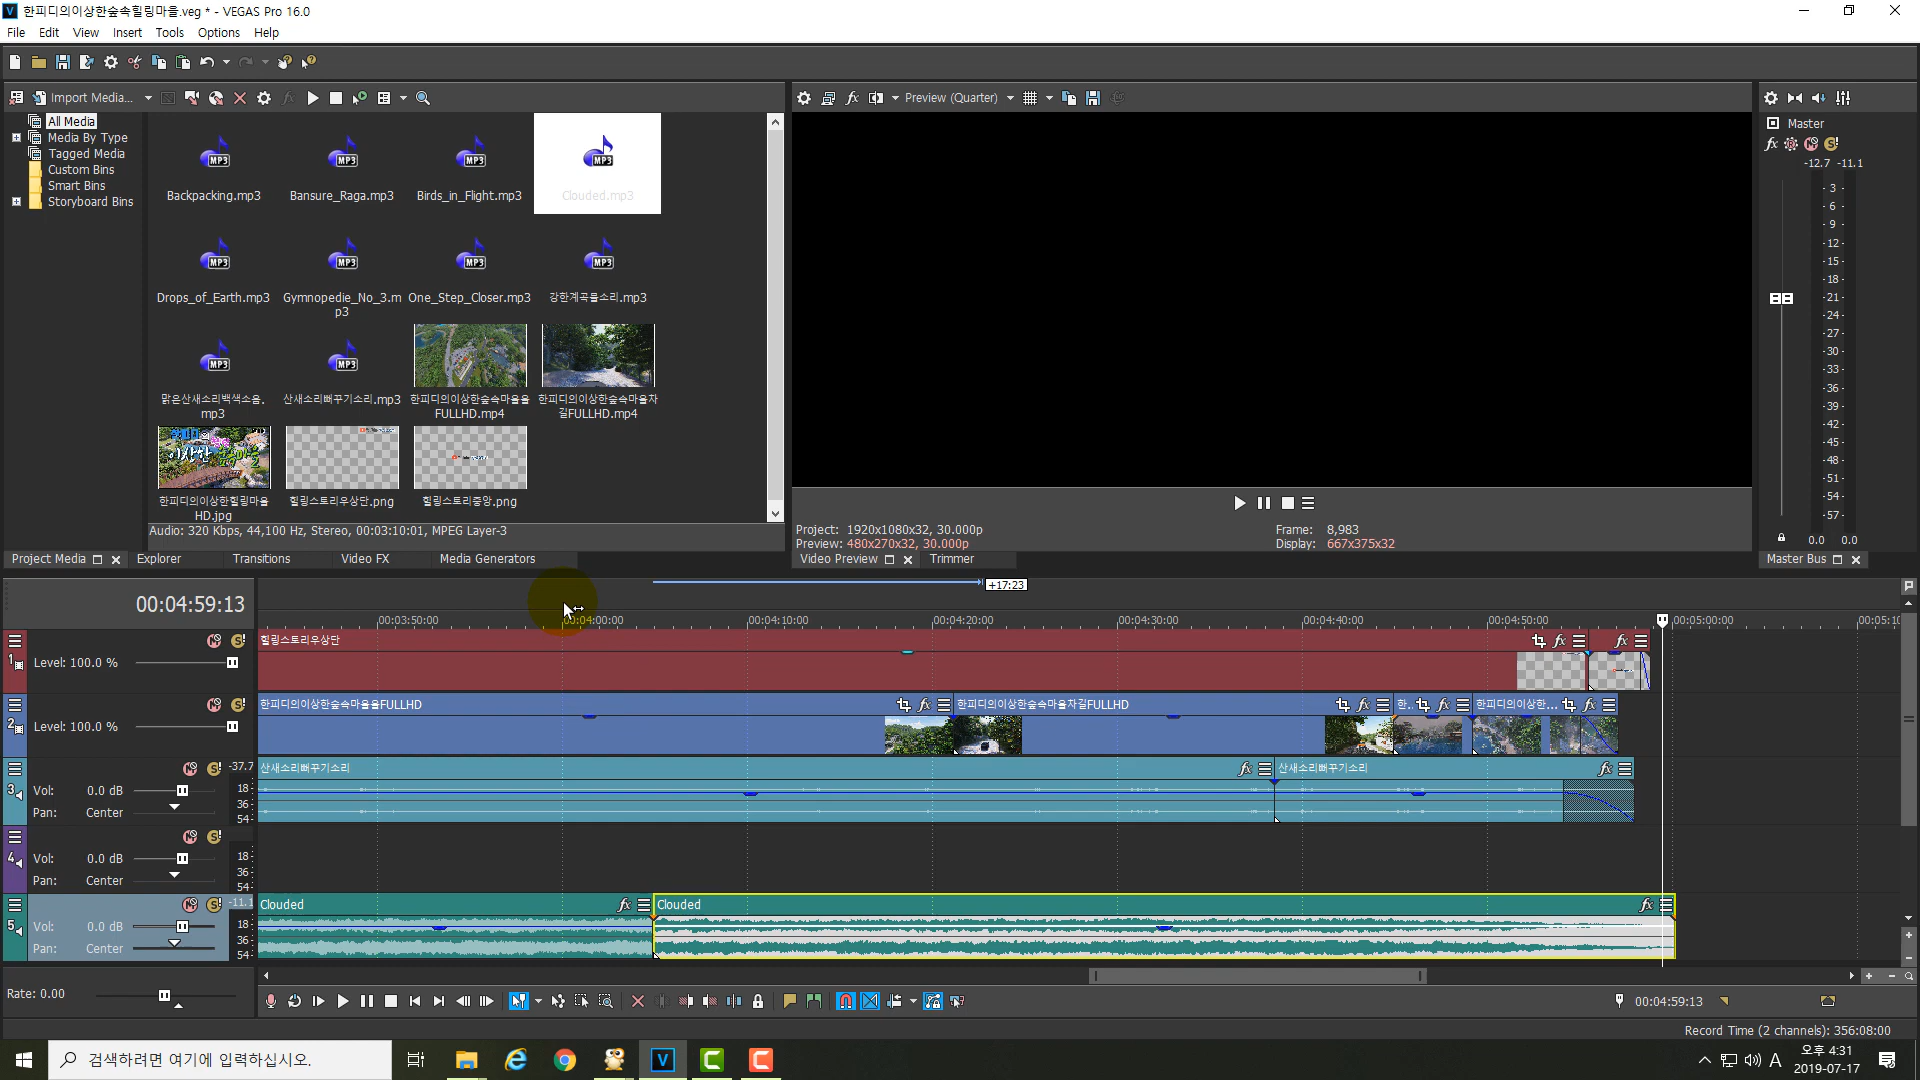 한피디의이상한숲속힐링마을.veg * - VEGAS Pro 16.0
File Edit View Insert Tools Options Help
Import Media...
Preview (Quarter)
All Media
Media By Type
Tagged Media
Custom Bins
Smart Bins
Storyboard Bins
Backpacking.mp3
Bansure_Raga.mp3
Birds_in_Flight.mp3
Clouded.mp3
Drops_of_Earth.mp3
Gymnopedie_No_3.m
p3
One_Step_Closer.mp3
강한계곡물소리.mp3
맑은산새소리백색소음.
mp3
산새소리뻐꾸기소리.mp3
한피디의이상한숲속마을을
FULLHD.mp4
한피디의이상한숲속마을차
길FULLHD.mp4
한피디의이상한힐링마을
HD.jpg
힐링스토리우상단.png
힐링스토리중앙.png
Audio: 320 Kbps, 44,100 Hz, Stereo, 00:03:10:01, MPEG Layer-3
Project Media
Explorer
Transitions
Video FX
Media Generators
Project: 1920x1080x32, 30.000p
Preview: 480x270x32, 30.000p
Frame: 8,983
Display: 667x375x32
Video Preview
Trimmer
Master
-12.7 -11.1
- 3 -
- 6 -
- 9 -
-12-
-15-
-18-
-21-
-24-
-27-
-30-
-33-
-36-
-39-
-42-
-45-
-48-
-51-
-54-
-57-
0.0 0.0
Master Bus
00:04:59:13
+17:23
00:03:50:00
00:04:00:00
00:04:10:00
00:04:20:00
00:04:30:00
00:04:40:00
00:04:50:00
00:05:00:00
00:05:10
1
Level: 100.0 %
힐링스토리우상단
2
Level: 100.0 %
한피디의이상한숲속마을을FULLHD
한피디의이상한숲속마을차길FULLHD
한..
한피디의이상한...
3
Vol: 0.0 dB
Pan: Center
-37.7
18
36
54
산새소리뻐꾸기소리
산새소리뻐꾸기소리
4
Vol: 0.0 dB
Pan: Center
18
36
54
5
Vol: 0.0 dB
Pan: Center
-11.1
18
36
54
Clouded
Clouded
Rate: 0.00
00:04:59:13
Record Time (2 channels): 356:08:00
검색하려면 여기에 입력하십시오.
A
오후 4:31
2019-07-17